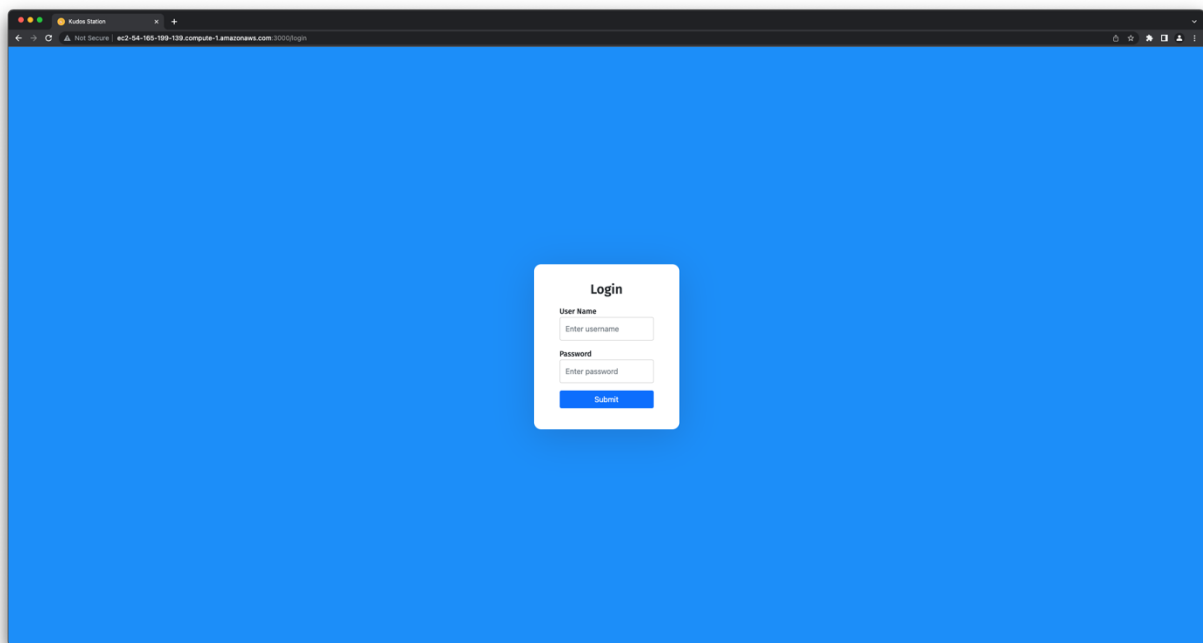 Kudos Station
Not Secure ec2-54-165-199-139.compute-1.amazonaws.com:3000/login
Login
User Name
Enter username
Password
Enter password
Submit